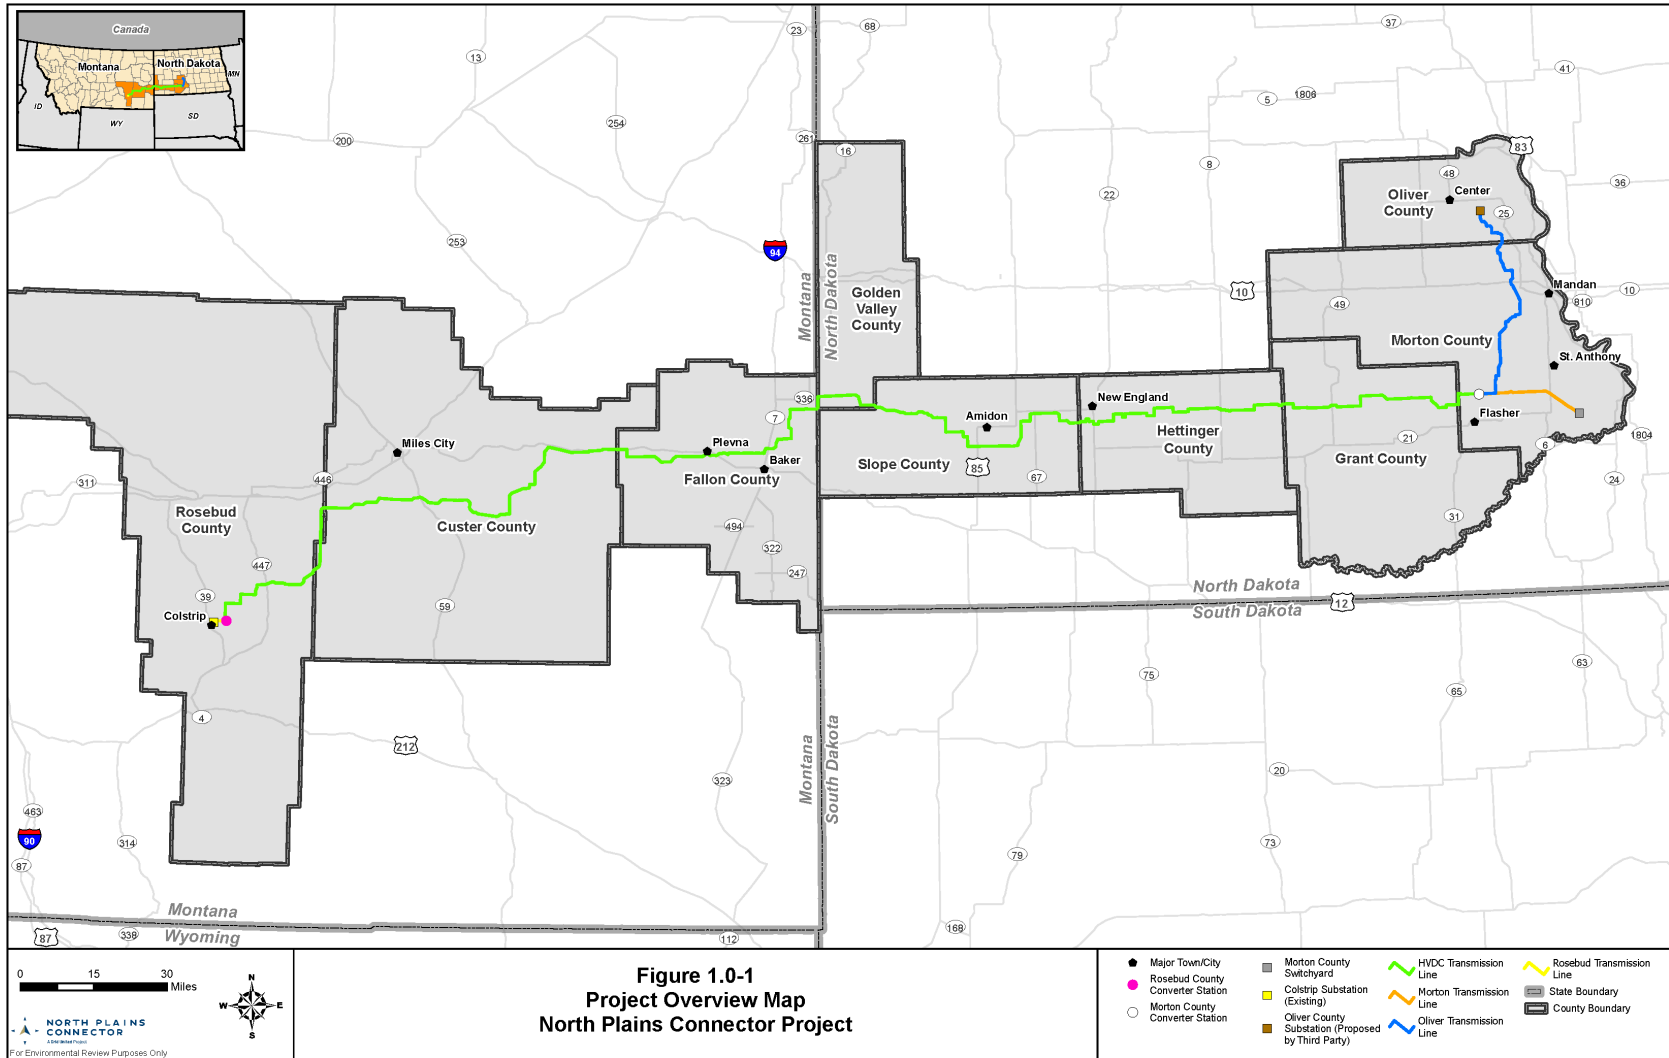 Canada
Montana
North Dakota
MN
ID
WY
SD
23
68
37
13
41
5
1806
254
261
200
16
83
8
48
Center
36
22
Oliver
County
25
253
94
Montana
North Dakota
Golden
Valley
County
10
49
Mandan
10
810
Morton County
St. Anthony
336
7
New England
Amidon
Flasher
Miles City
Plevna
Baker
Fallon County
Slope County
85
67
Hettinger
County
21
Grant County
6
1804
24
446
311
Rosebud
County
Custer County
494
322
247
31
447
39
59
Colstrip
North Dakota
South Dakota
12
4
212
75
63
65
Montana
South Dakota
323
20
463
90
314
87
79
73
168
Montana
Wyoming
87
338
112
0 15 30
Miles
N
W E
S
NORTH PLAINS
CONNECTOR
A Grid United Project
For Environmental Review Purposes Only
Figure 1.0-1
Project Overview Map
North Plains Connector Project
Major Town/City
Rosebud County
Converter Station
Morton County
Converter Station
Morton County
Switchyard
Colstrip Substation
(Existing)
Oliver County
Substation (Proposed
by Third Party)
HVDC Transmission
Line
Morton Transmission
Line
Oliver Transmission
Line
Rosebud Transmission
Line
State Boundary
County Boundary